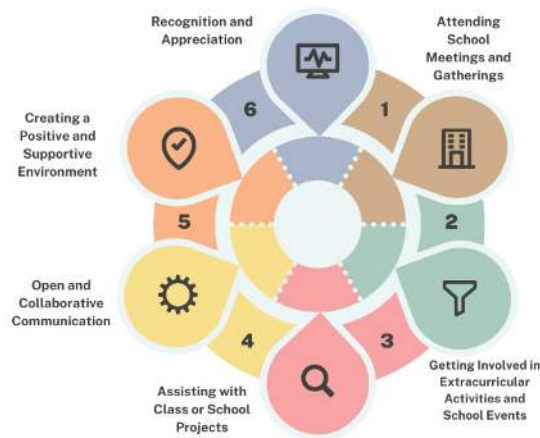 Recognition and
Appreciation
Attending
School
Meetings and
Gatherings
6
1
Creating a
Positive and
Supportive
Environment
5
2
Open and
Collaborative
Communication
4
3
Getting Involved in
Extracurricular
Activities and
School Events
Assisting with
Class or School
Projects